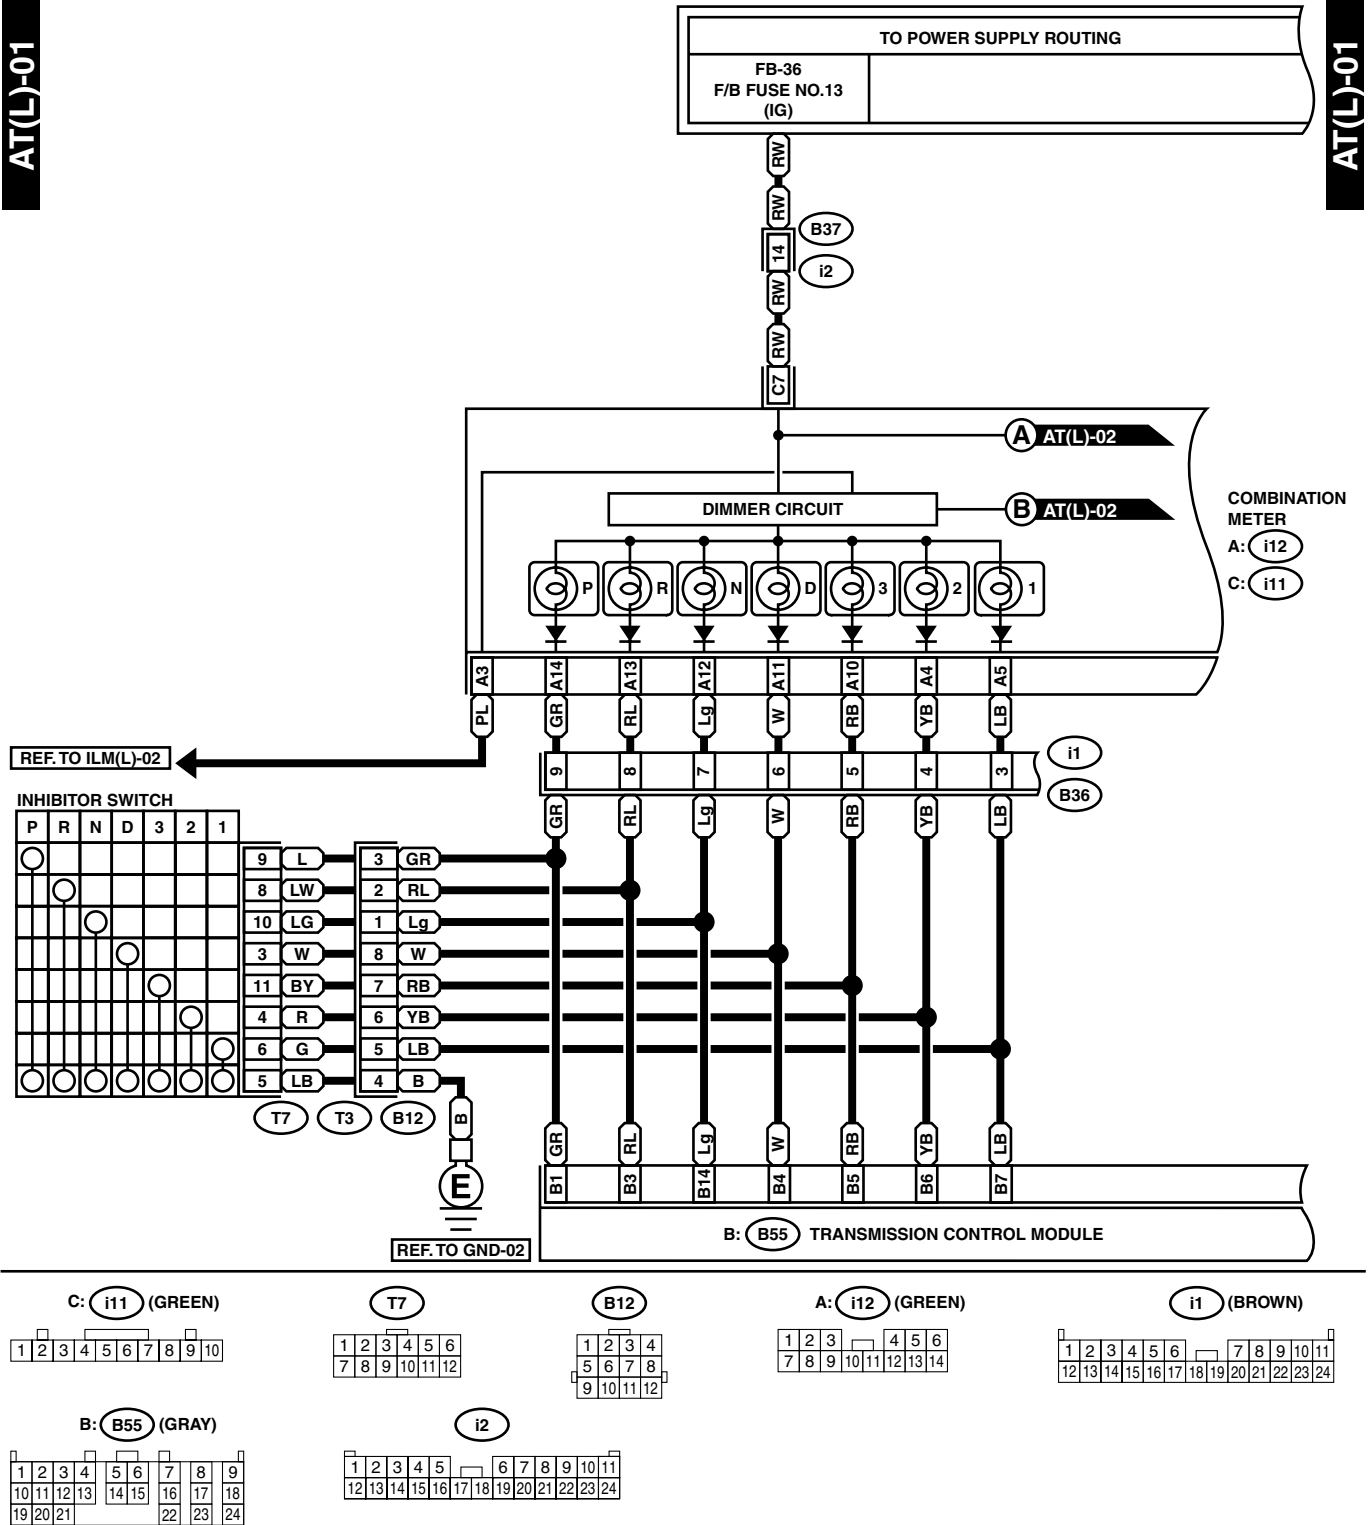 AT(L)-01
AT(L)-01
TO POWER SUPPLY ROUTING
FB-36
F/B FUSE NO.13
(IG)
RW
RW
14
B37
i2
RW
RW
C7
A AT(L)-02
DIMMER CIRCUIT
B AT(L)-02
COMBINATION
METER
A: i12
C: i11
P R N D 3 2 1
A3 A14 A13 A12 A11 A10 A4 A5
PL GR RL Lg W RB YB LB
REF. TO ILM(L)-02
9 8 7 6 5 4 3
i1
B36
GR RL Lg W RB YB LB
INHIBITOR SWITCH
P R N D 3 2 1
9 L 3 GR
8 LW 2 RL
10 LG 1 Lg
3 W 8 W
11 BY 7 RB
4 R 6 YB
6 G 5 LB
5 LB 4 B
T7 T3 B12
B
E
REF. TO GND-02
GR RL Lg W RB YB LB
B1 B3 B14 B4 B5 B6 B7
B: B55 TRANSMISSION CONTROL MODULE
C: i11 (GREEN)
1 2 3 4 5 6 7 8 9 10
T7
1 2 3 4 5 6
7 8 9 10 11 12
B12
1 2 3 4
5 6 7 8
9 10 11 12
A: i12 (GREEN)
1 2 3 4 5 6
7 8 9 10 11 12 13 14
i1 (BROWN)
1 2 3 4 5 6 7 8 9 10 11
12 13 14 15 16 17 18 19 20 21 22 23 24
B: B55 (GRAY)
1 2 3 4 5 6 7 8 9
10 11 12 13 14 15 16 17 18
19 20 21 22 23 24
i2
1 2 3 4 5 6 7 8 9 10 11
12 13 14 15 16 17 18 19 20 21 22 23 24